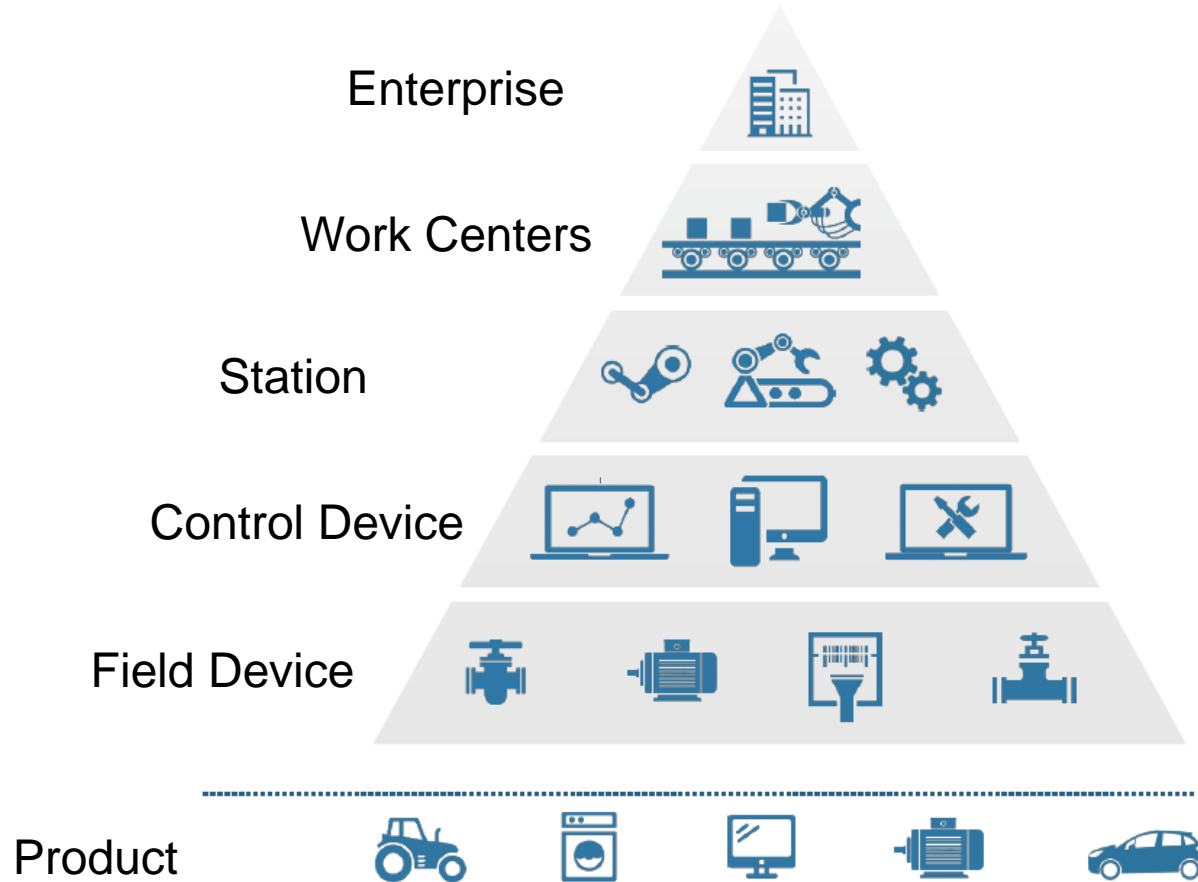 Enterprise
Work Centers
Station
Control Device
Field Device
Product